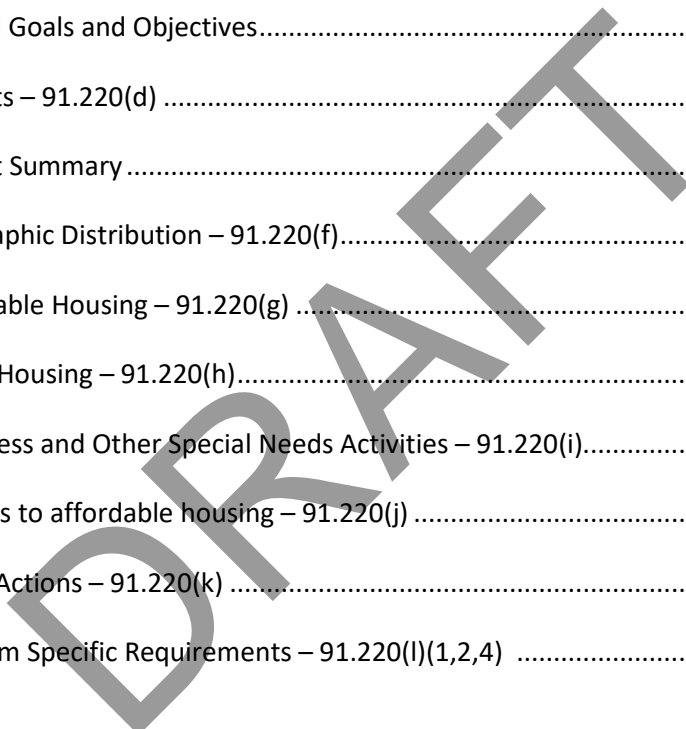 Goals and Objectives................................................................
ts – 91.220(d) ................................................................
t Summary ................................................................
aphic Distribution – 91.220(f)................................................................
able Housing – 91.220(g) ................................................................
Housing – 91.220(h)................................................................
ess and Other Special Needs Activities – 91.220(i)................
s to affordable housing – 91.220(j) ................................................
Actions – 91.220(k) ................................................................
m Specific Requirements – 91.220(l)(1,2,4) ..........................
DRAFT